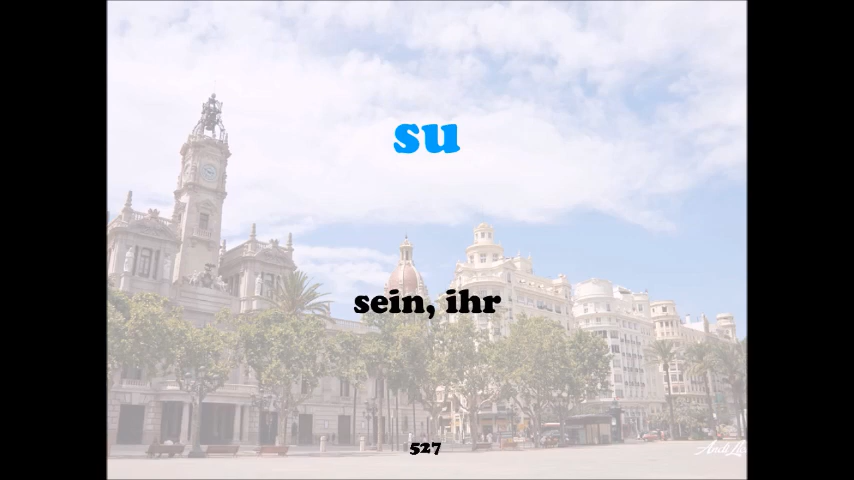 su
sein, ihr
527